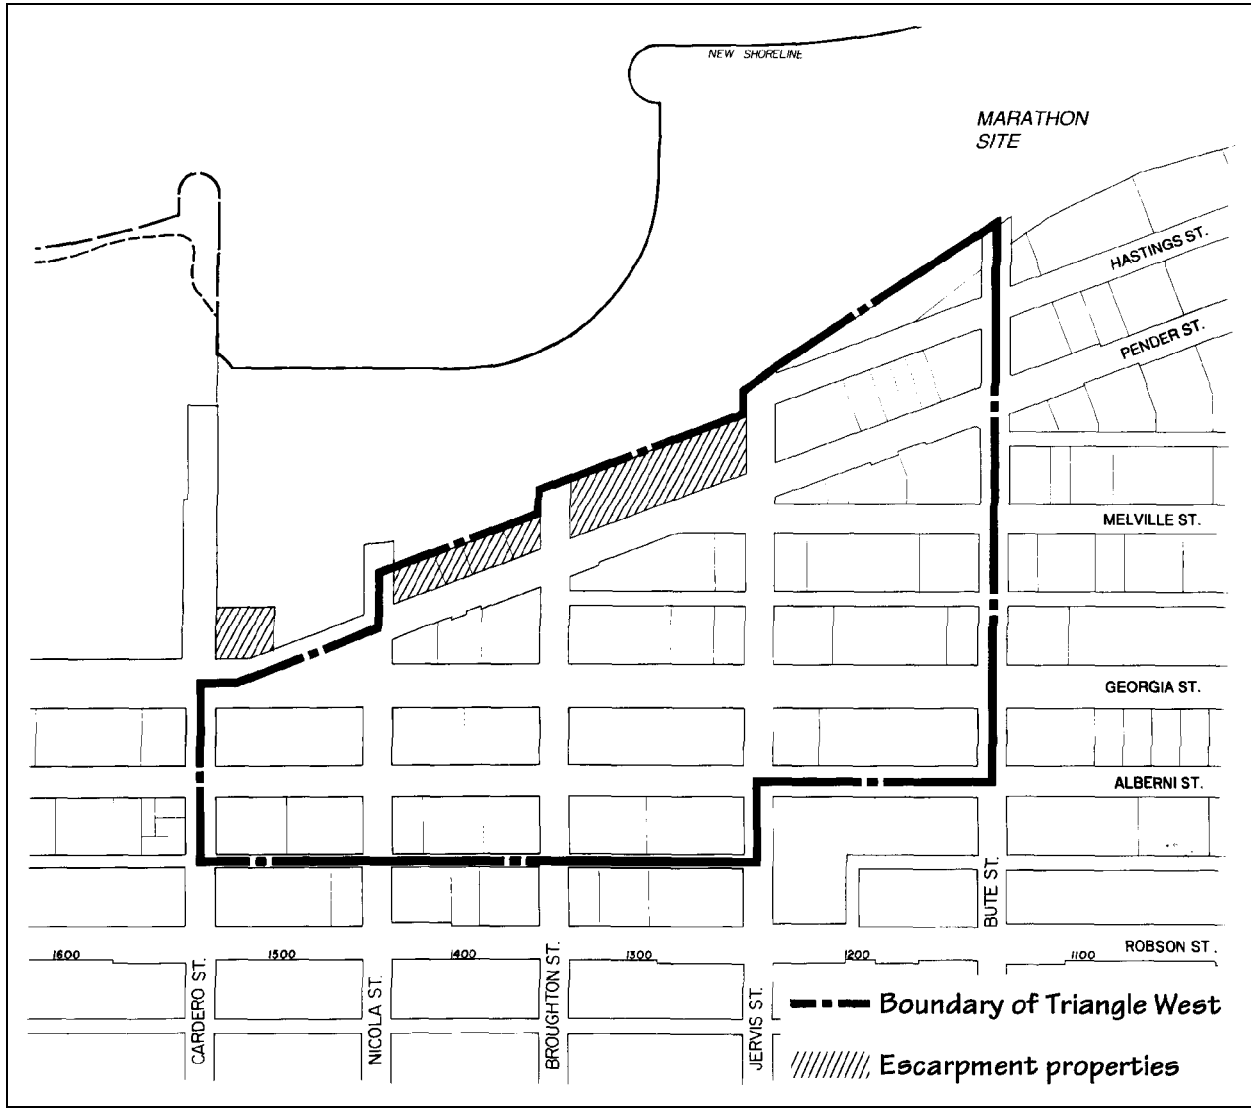 NEW SHORELINE
MARATHON
SITE
HASTINGS ST.
PENDER ST.
MELVILLE ST.
GEORGIA ST.
ALBERNI ST.
BUTE ST.
ROBSON ST.
1600
1500
1400
1300
1200
1100
CARDERO ST.
NICOLA ST.
BROUGHTON ST.
JERVIS ST.
Boundary of Triangle West
Escarpment properties